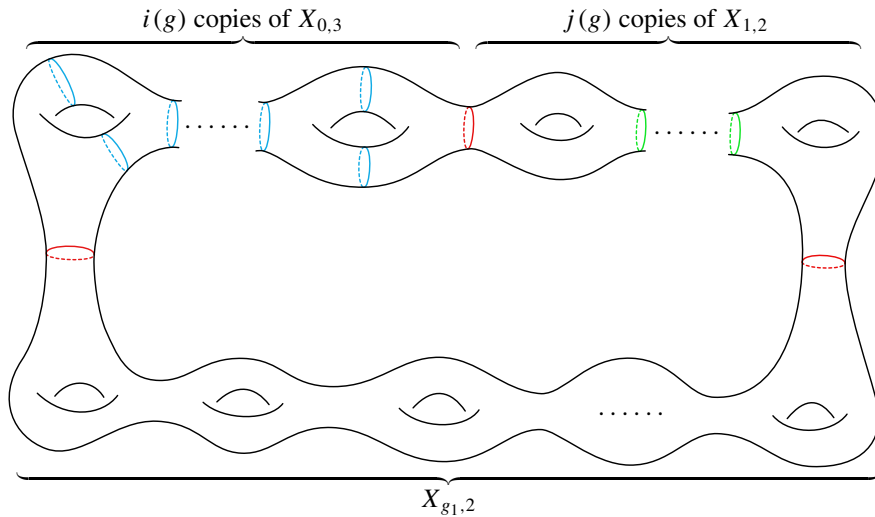 i(g) copies of X_{0,3} j(g) copies of X_{1,2}
......  ......
......
X_{g_1,2}